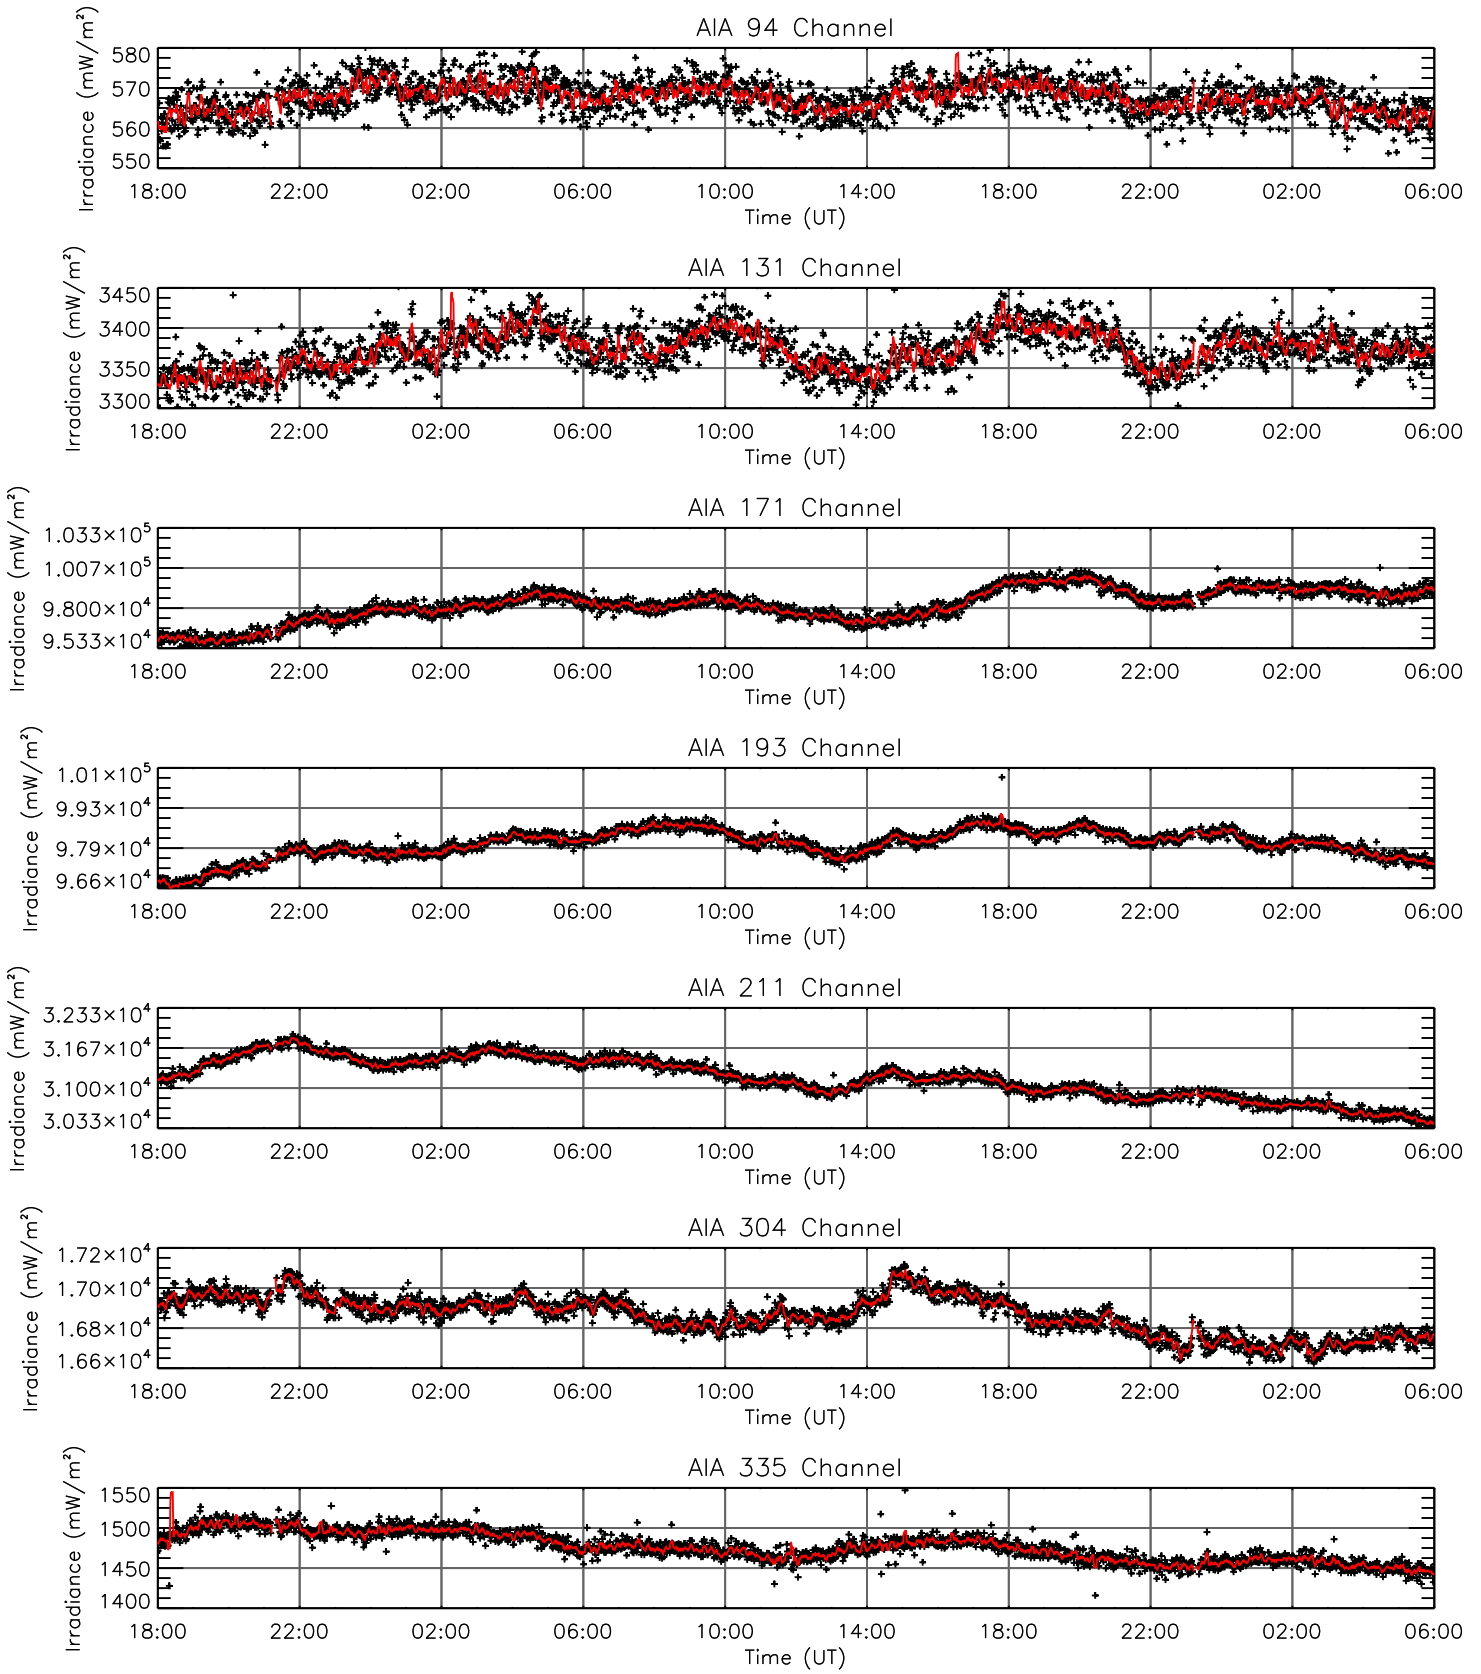 AIA 94 Channel
Irradiance (mW/m²)
580
570
560
550
18:00 22:00 02:00 06:00 10:00 14:00 18:00 22:00 02:00 06:00
Time (UT)
AIA 131 Channel
Irradiance (mW/m²)
3450
3400
3350
3300
18:00 22:00 02:00 06:00 10:00 14:00 18:00 22:00 02:00 06:00
Time (UT)
AIA 171 Channel
Irradiance (mW/m²)
1.033×10⁵
1.007×10⁵
9.800×10⁴
9.533×10⁴
18:00 22:00 02:00 06:00 10:00 14:00 18:00 22:00 02:00 06:00
Time (UT)
AIA 193 Channel
Irradiance (mW/m²)
1.01×10⁵
9.93×10⁴
9.79×10⁴
9.66×10⁴
18:00 22:00 02:00 06:00 10:00 14:00 18:00 22:00 02:00 06:00
Time (UT)
AIA 211 Channel
Irradiance (mW/m²)
3.233×10⁴
3.167×10⁴
3.100×10⁴
3.033×10⁴
18:00 22:00 02:00 06:00 10:00 14:00 18:00 22:00 02:00 06:00
Time (UT)
AIA 304 Channel
Irradiance (mW/m²)
1.72×10⁴
1.70×10⁴
1.68×10⁴
1.66×10⁴
18:00 22:00 02:00 06:00 10:00 14:00 18:00 22:00 02:00 06:00
Time (UT)
AIA 335 Channel
Irradiance (mW/m²)
1550
1500
1450
1400
18:00 22:00 02:00 06:00 10:00 14:00 18:00 22:00 02:00 06:00
Time (UT)